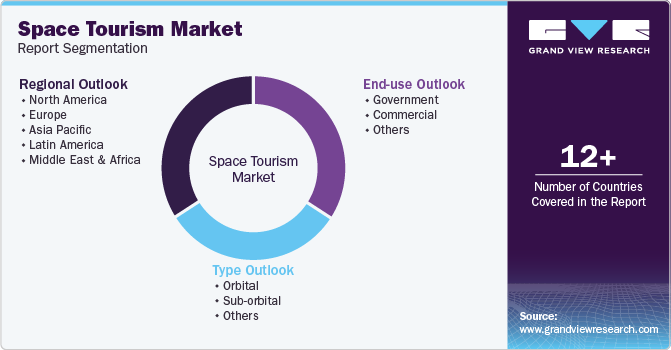 Space Tourism Market
Report Segmentation
Regional Outlook
• North America
• Europe
• Asia Pacific
• Latin America
• Middle East & Africa
End-use Outlook
• Government
• Commercial
• Others
Space Tourism
Market
Type Outlook
• Orbital
• Sub-orbital
• Others
GRAND VIEW RESEARCH
12+
Number of Countries
Covered in the Report
Source:
www.grandviewresearch.com